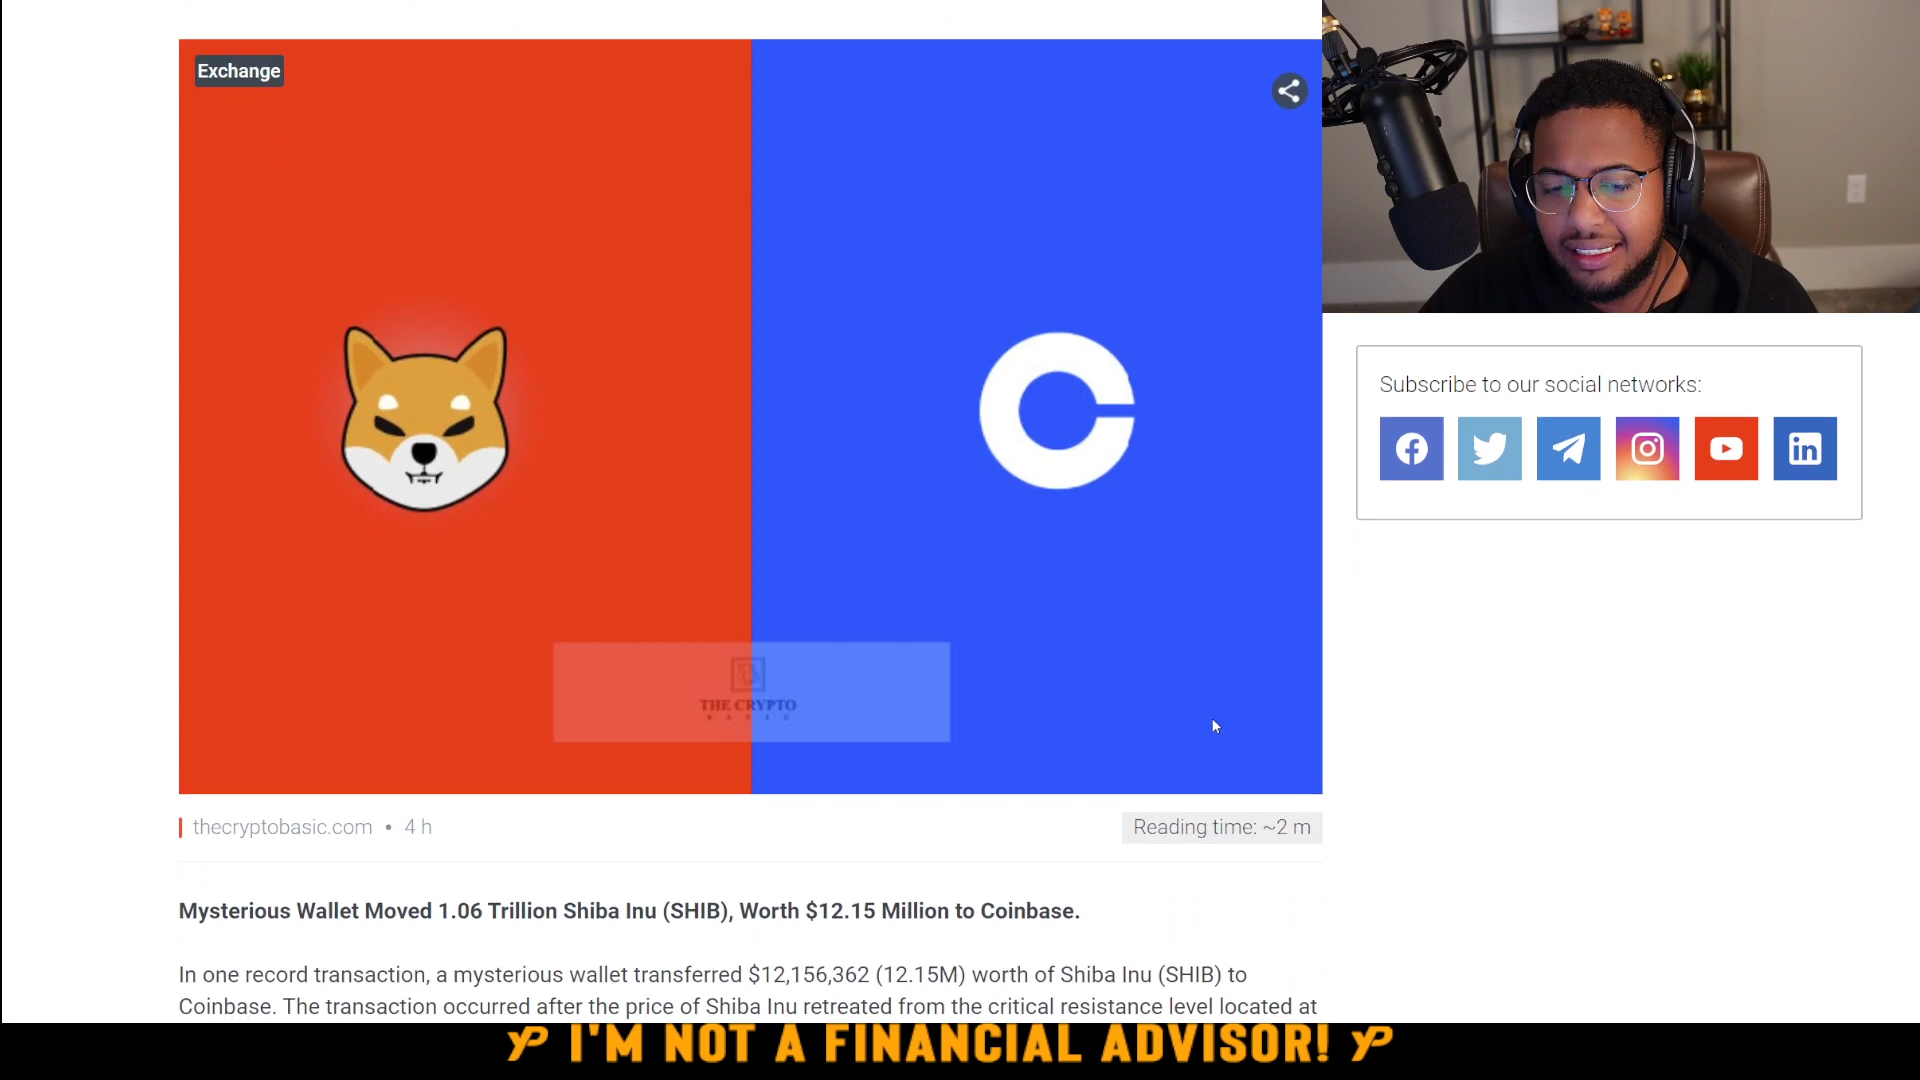 Exchange
Subscribe to our social networks:
THE CRYPTO
BASIC
thecryptobasic.com • 4 h
Reading time: ~2 m
Mysterious Wallet Moved 1.06 Trillion Shiba Inu (SHIB), Worth $12.15 Million to Coinbase.
In one record transaction, a mysterious wallet transferred $12,156,362 (12.15M) worth of Shiba Inu (SHIB) to
Coinbase. The transaction occurred after the price of Shiba Inu retreated from the critical resistance level located at
YP I'M NOT A FINANCIAL ADVISOR! YP